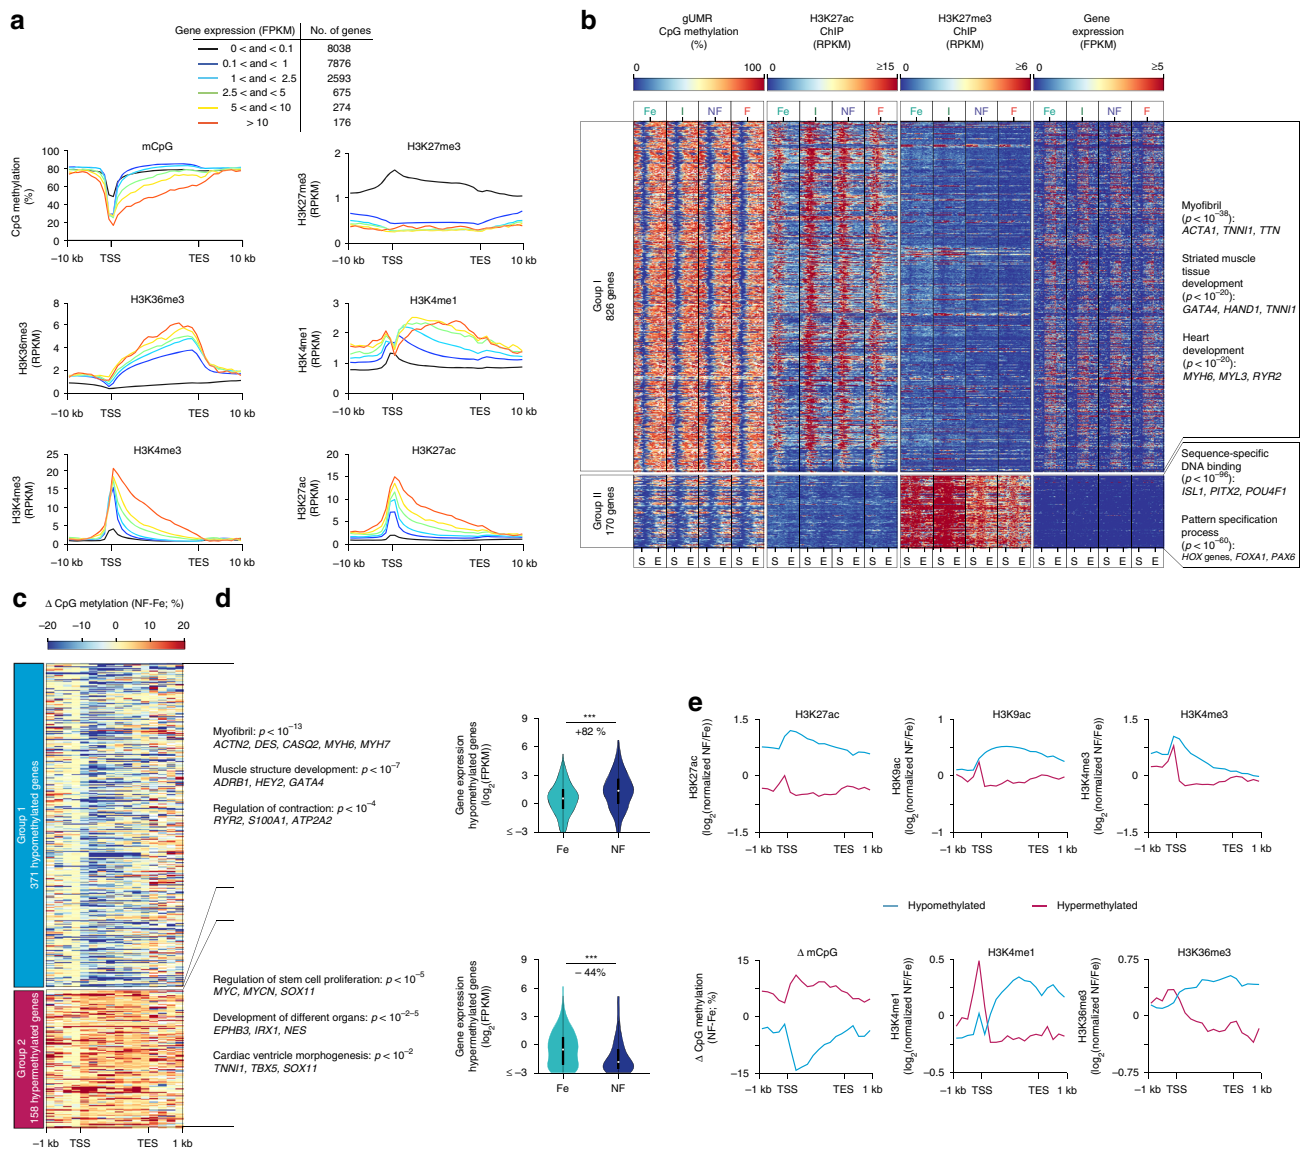 a
Gene expression (FPKM) No. of genes
0 < and < 0.1 8038
0.1 < and < 1 7876
1 < and < 2.5 2593
2.5 < and < 5 675
5 < and < 10 274
> 10 176
mCpG
CpG methylation
(%)
100
80
60
40
20
0
−10 kb TSS TES 10 kb
H3K27me3
H3K27me3
(RPKM)
2
1
1
0
−10 kb TSS TES 10 kb
H3K36me3
H3K36me3
(RPKM)
8
6
4
2
0
−10 kb TSS TES 10 kb
H3K4me1
H3K4me1
(RPKM)
3
2
1
0
−10 kb TSS TES 10 kb
H3K4me3
H3K4me3
(RPKM)
25
20
15
10
5
0
−10 kb TSS TES 10 kb
H3K27ac
H3K27ac
(RPKM)
20
15
10
5
0
−10 kb TSS TES 10 kb
b
gUMR
CpG methylation
(%)
H3K27ac
ChIP
(RPKM)
H3K27me3
ChIP
(RPKM)
Gene
expression
(FPKM)
0 100 0 ≥15 0 ≥6 0 ≥5
Fe I NF F Fe I NF F Fe I NF F Fe I NF F
Goup I
826 genes
Group II
170 genes
S E S E S E S E S E S E S E S E S E S E S E S E S E S E S E S E
Myofibril
(p < 10−38):
ACTA1, TNNI1, TTN
Striated muscle
tissue
development
(p < 10−20):
GATA4, HAND1, TNNI1
Heart
development
(p < 10−20):
MYH6, MYL3, RYR2
Sequence-specific
DNA binding
(p < 10−96):
ISL1, PITX2, POU4F1
Pattern specification
process
(p < 10−60):
HOX genes, FOXA1, PAX6
c
Δ CpG metylation (NF-Fe; %)
−20 −10 0 10 20
Group 1
371 hypomethylated genes
Group 2
158 hypermethylated genes
−1 kb TSS TES 1 kb
d
Myofibril: p < 10−13
ACTN2, DES, CASQ2, MYH6, MYH7
Muscle structure development: p < 10−7
ADRB1, HEY2, GATA4
Regulation of contraction: p < 10−4
RYR2, S100A1, ATP2A2
Regulation of stem cell proliferation: p < 10−5
MYC, MYCN, SOX11
Development of different organs: p < 10−2–5
EPHB3, IRX1, NES
Cardiac ventricle morphogenesis: p < 10−2
TNNI1, TBX5, SOX11
Gene expression
hypomethylated genes
(log2(FPKM))
9
6
3
0
≤ −3
***
+82 %
Fe NF
Gene expression
hypermethylated genes
(log2(FPKM))
9
6
3
0
≤ −3
***
− 44%
Fe NF
e
H3K27ac
H3K27ac
(log2(normalized NF/Fe))
1.5
0
−1.5
−1 kb TSS TES 1 kb
H3K9ac
H3K9ac
(log2(normalized NF/Fe))
1
0
−1
−1 kb TSS TES 1 kb
H3K4me3
H3K4me3
(log2(normalized NF/Fe))
1.5
0
−1.5
−1 kb TSS TES 1 kb
Hypomethylated Hypermethylated
Δ mCpG
Δ CpG methylation
(NF-Fe; %)
15
0
−15
−1 kb TSS TES 1 kb
H3K4me1
H3K4me1
(log2(normalized NF/Fe))
0.5
0
−0.5
−1 kb TSS TES 1 kb
H3K36me3
H3K36me3
(log2(normalized NF/Fe))
0.75
0
−0.75
−1 kb TSS TES 1 kb